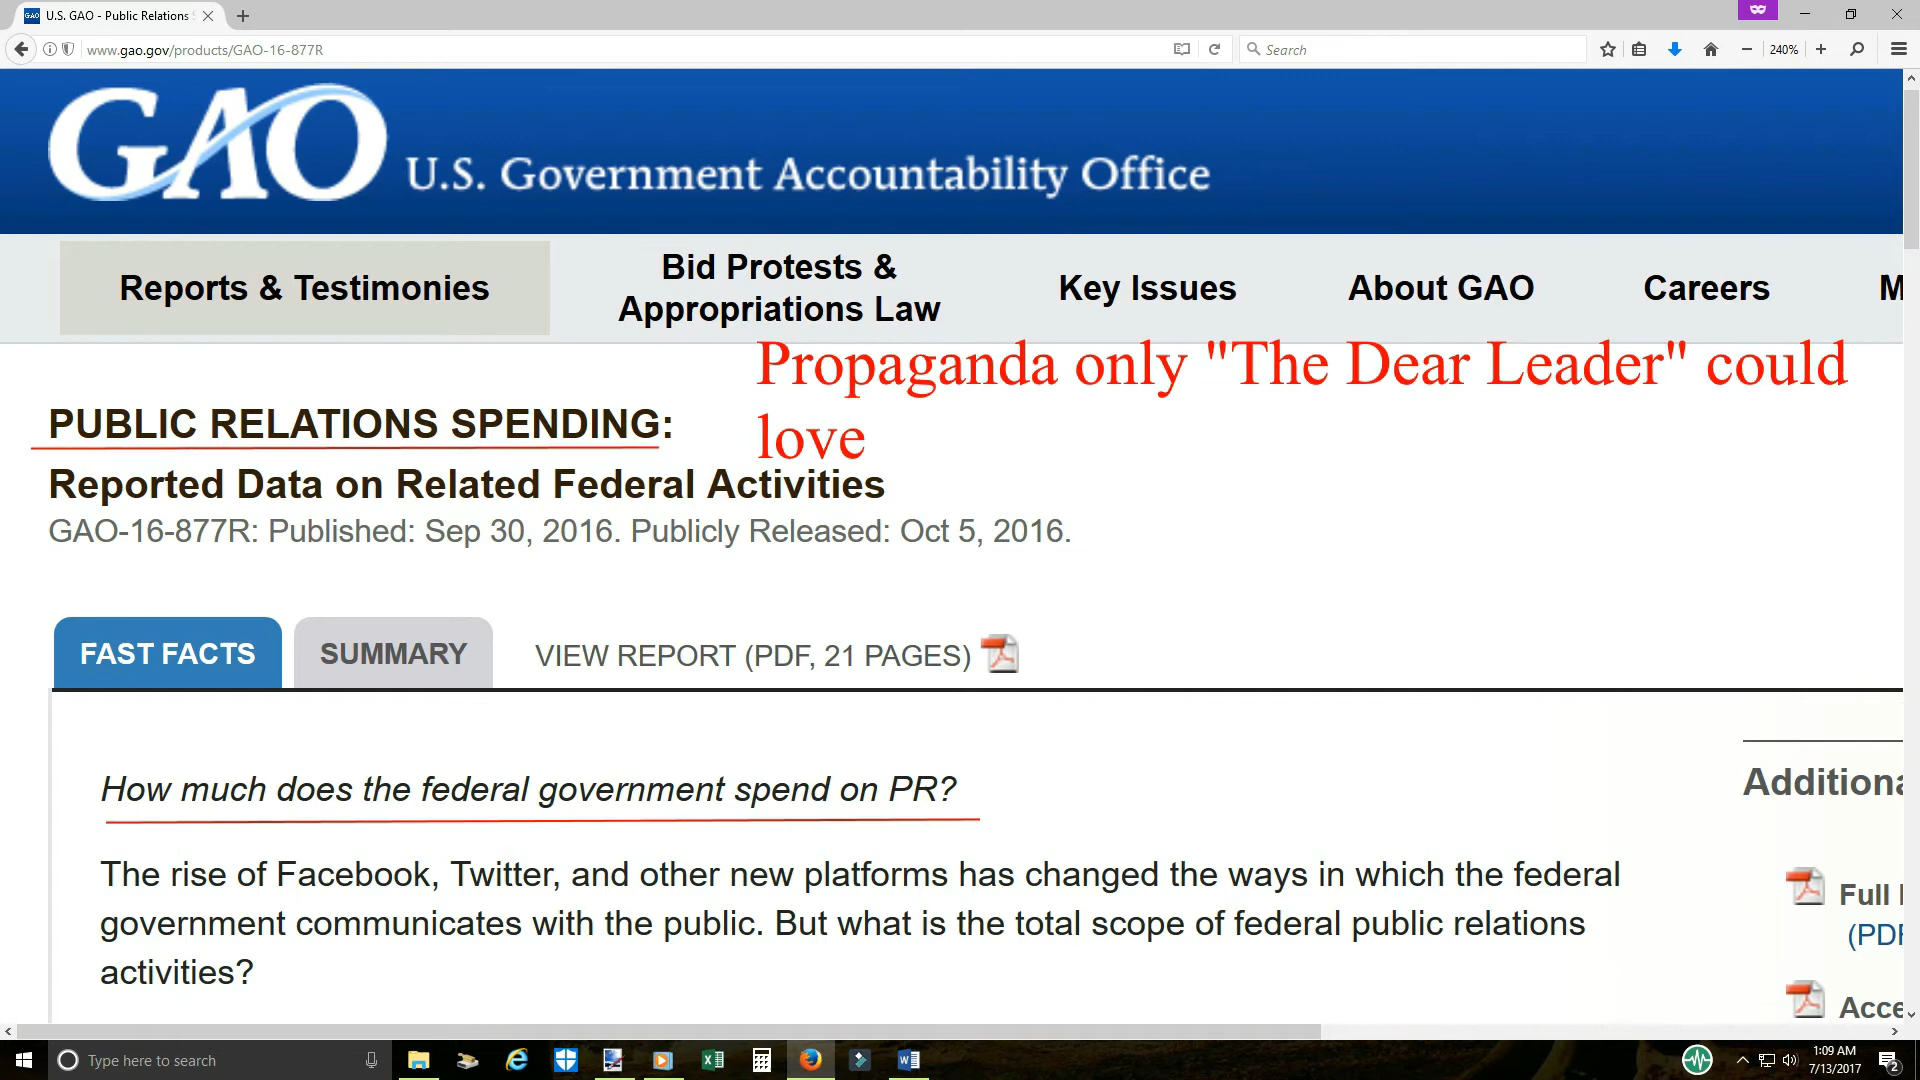 U.S. GAO - Public Relations
www.gao.gov/products/GAO-16-877R
Search
240%
GAO U.S. Government Accountability Office
Reports & Testimonies
Bid Protests &
Appropriations Law
Key Issues
About GAO
Careers
M
Propaganda only "The Dear Leader" could
love
PUBLIC RELATIONS SPENDING:
Reported Data on Related Federal Activities
GAO-16-877R: Published: Sep 30, 2016. Publicly Released: Oct 5, 2016.
FAST FACTS
SUMMARY
VIEW REPORT (PDF, 21 PAGES)
How much does the federal government spend on PR?
Additiona
The rise of Facebook, Twitter, and other new platforms has changed the ways in which the federal
government communicates with the public. But what is the total scope of federal public relations
activities?
Full
(PDF
Acce
Type here to search
1:09 AM
7/13/2017
2